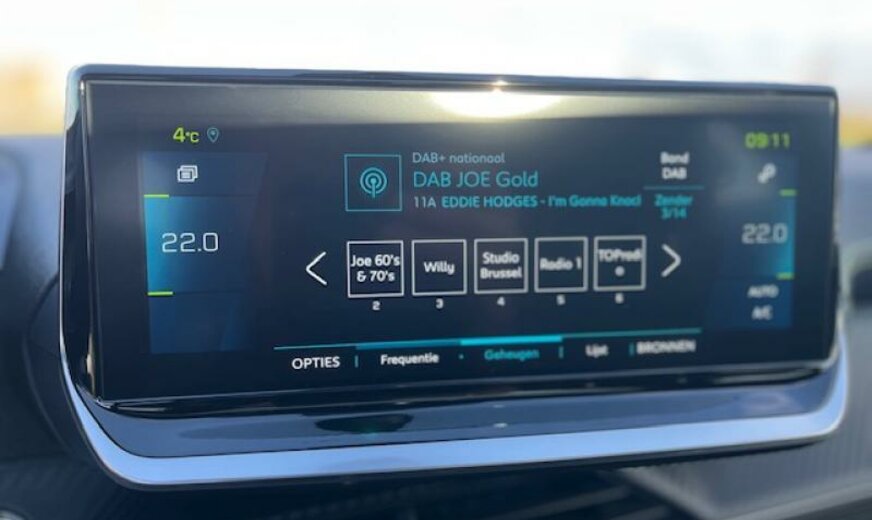 4°C
09:11
DAB+ nationaal
DAB JOE Gold
11A EDDIE HODGES - I'm Gonna Knocl
Band
DAB
Zender
3/14
22.0
22.0
Joe 60's
& 70's
Willy
Studio
Brussel
Radio 1
TOPradi
o
2
3
4
5
6
AUTO
A/C
OPTIES
Frequentie
Geheugen
Lijst
BRONNEN